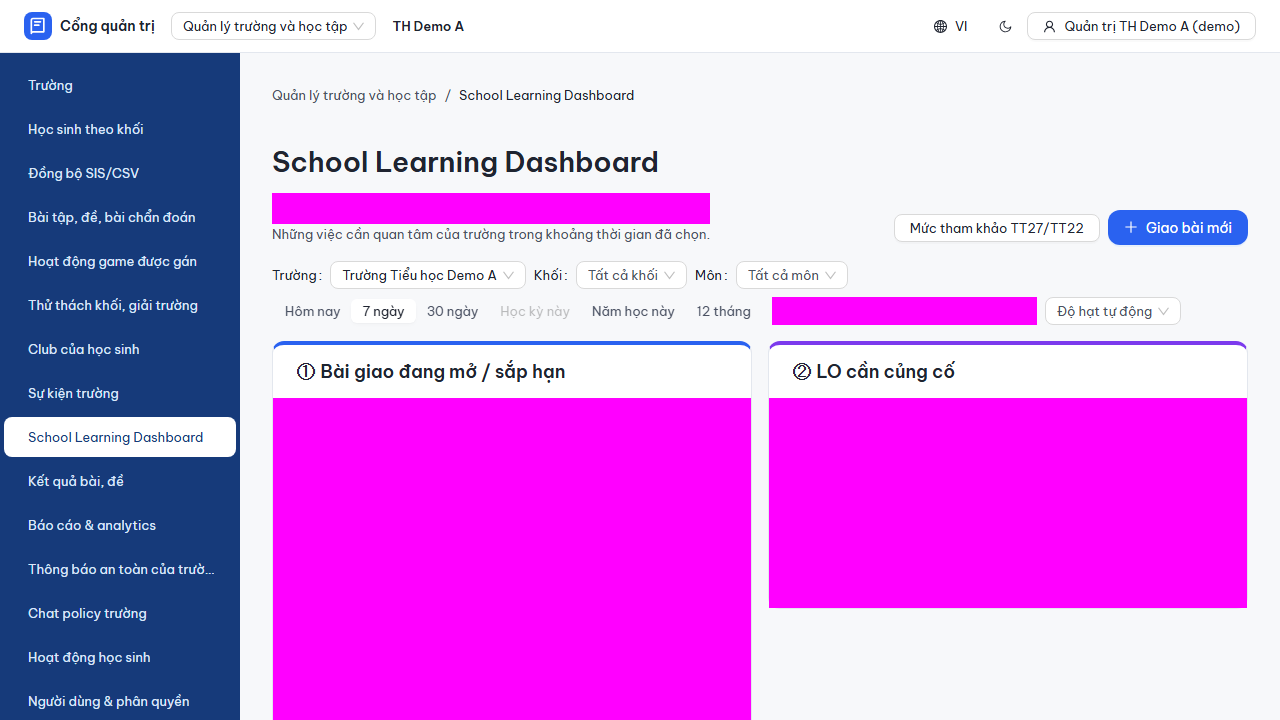 Cổng quản trị
Quản lý trường và học tập
TH Demo A
VI
Quản trị TH Demo A (demo)
Trường
Học sinh theo khối
Đồng bộ SIS/CSV
Bài tập, đề, bài chẩn đoán
Hoạt động game được gán
Thử thách khối, giải trường
Club của học sinh
Sự kiện trường
School Learning Dashboard
Kết quả bài, đề
Báo cáo & analytics
Thông báo an toàn của trườ...
Chat policy trường
Hoạt động học sinh
Người dùng & phân quyền
Quản lý trường và học tập / School Learning Dashboard
School Learning Dashboard
Những việc cần quan tâm của trường trong khoảng thời gian đã chọn.
Mức tham khảo TT27/TT22
Giao bài mới
Trường: Trường Tiểu học Demo A Khối: Tất cả khối Môn: Tất cả môn
Hôm nay 7 ngày 30 ngày Học kỳ này Năm học này 12 tháng Độ hạt tự động
① Bài giao đang mở / sắp hạn
② LO cần củng cố